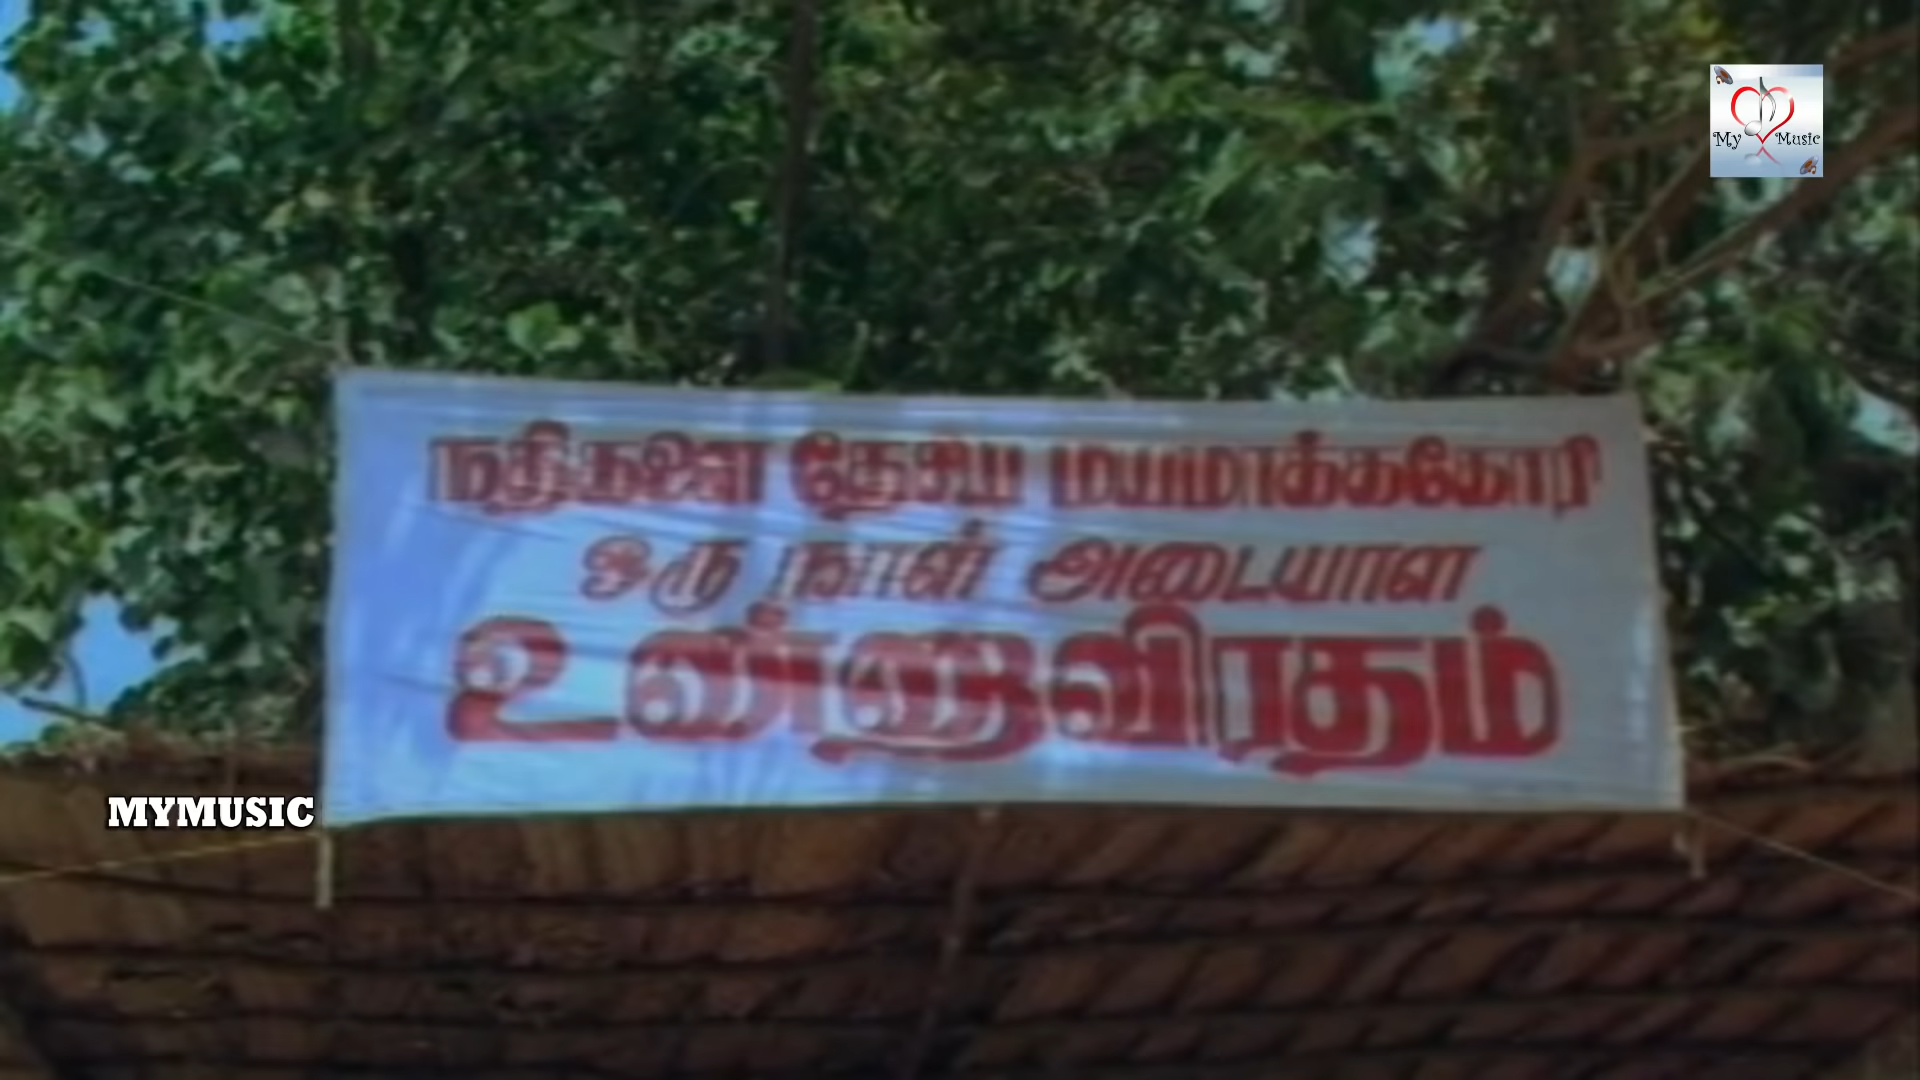 My Music
நதிகளை தேசிய மயமாக்ககோரி
ஒரு நாள் அடையாள
உண்ணுவிரதம்
MYMUSIC